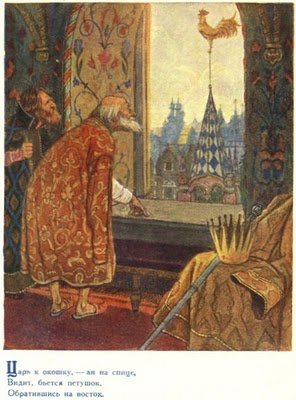 Царь к окошку, — ан на спице,
Видит, бьется петушок,
Обратившись на восток.